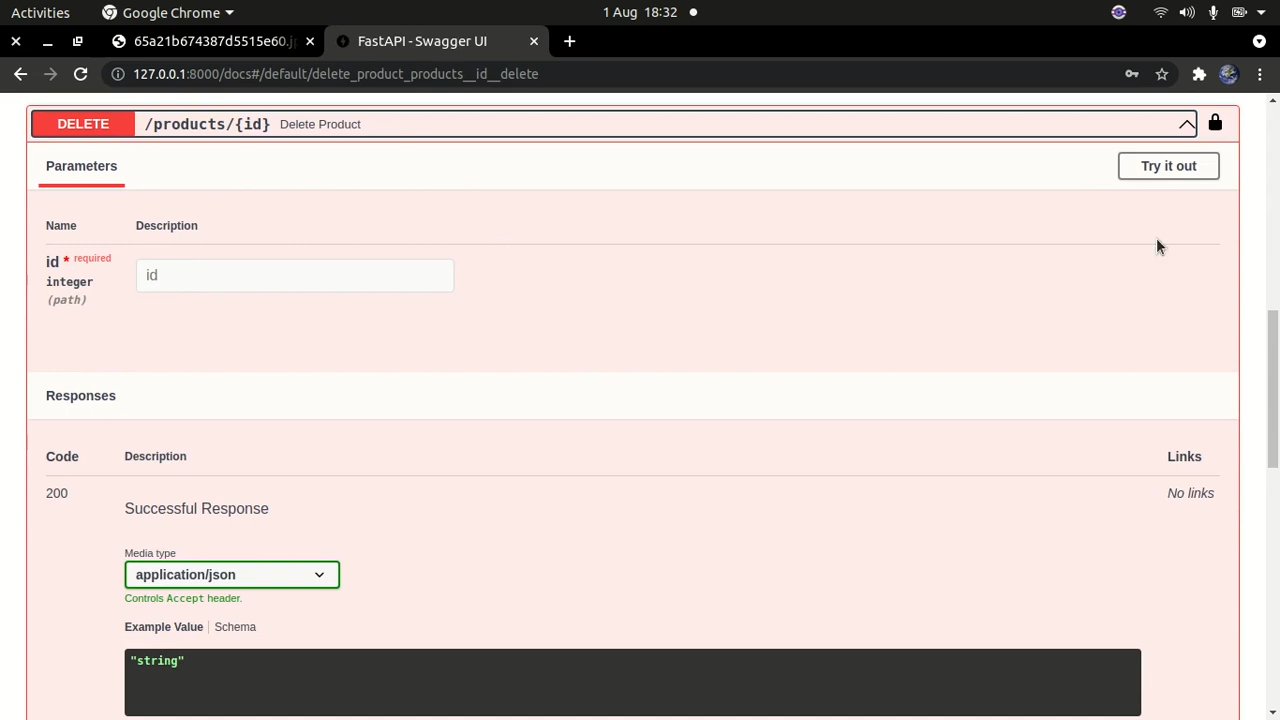 Activities Google Chrome 1 Aug 18:32
65a21b674387d5515e60.j FastAPI - Swagger UI
127.0.0.1:8000/docs#/default/delete_product_products__id__delete
DELETE /products/{id} Delete Product
Parameters Try it out
Name Description
id * required
integer
(path)
id
Responses
Code Description Links
200 Successful Response No links
Media type
application/json
Controls Accept header.
Example Value Schema
"string"